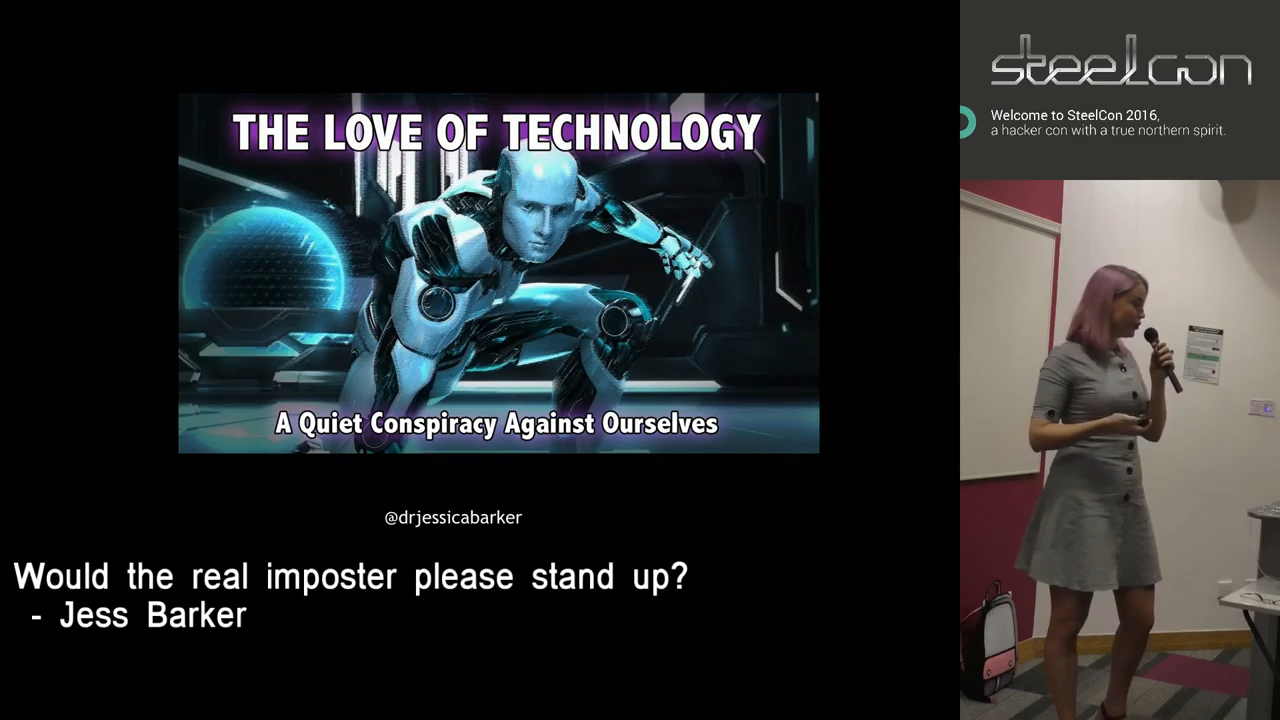 THE LOVE OF TECHNOLOGY
A Quiet Conspiracy Against Ourselves
@drjessicabarker
Would the real imposter please stand up?
- Jess Barker
steelcon
Welcome to SteelCon 2016,
a hacker con with a true northern spirit.